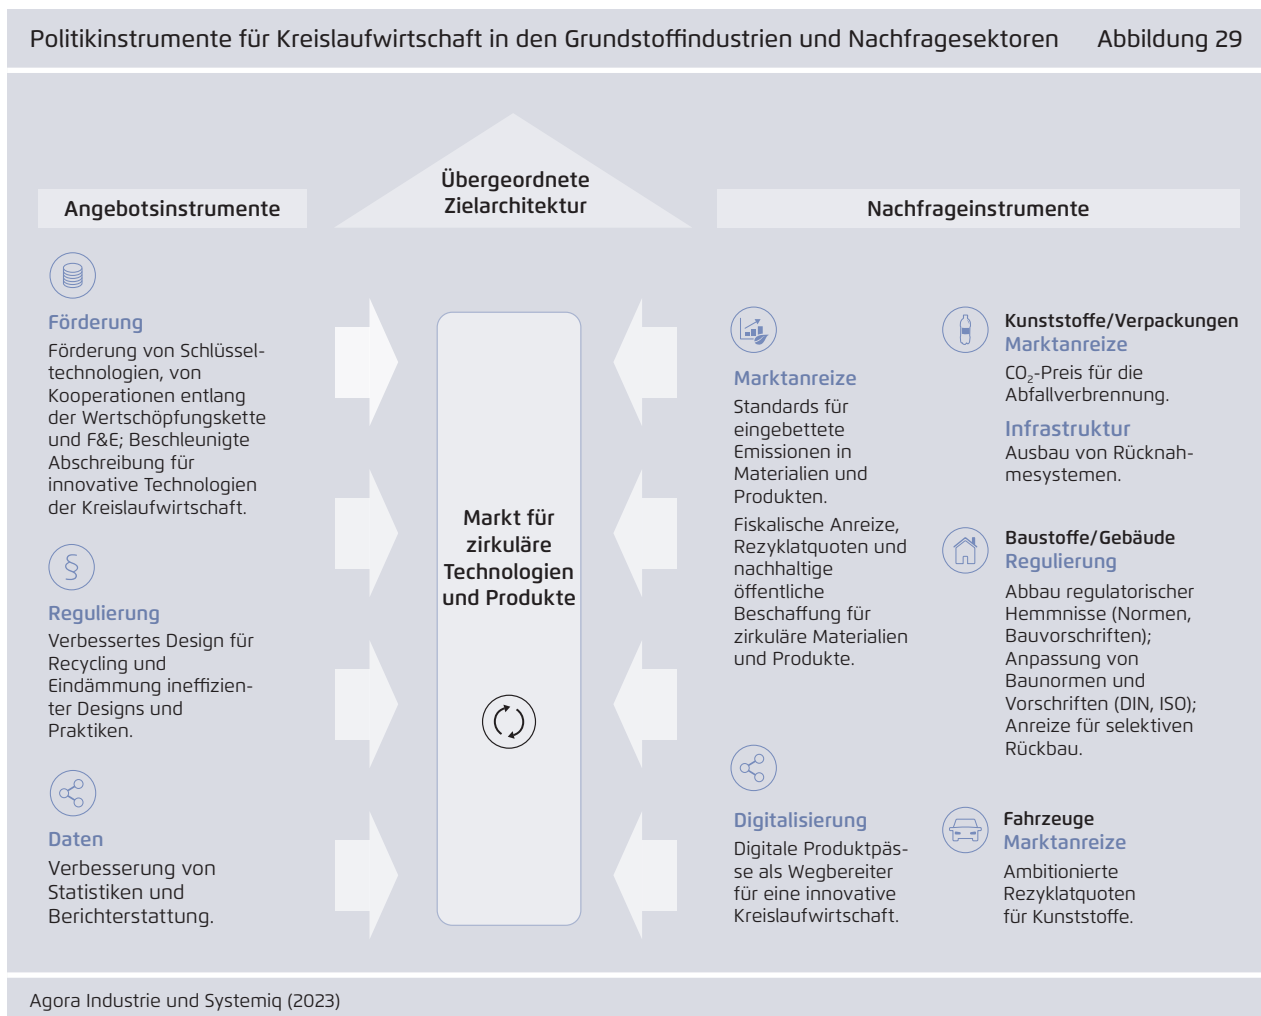 Politikinstrumente für Kreislaufwirtschaft in den Grundstoffindustrien und Nachfragesektoren Abbildung 29
Angebotsinstrumente
Förderung
Förderung von Schlüssel-
technologien, von
Kooperationen entlang
der Wertschöpfungskette
und F&E; Beschleunigte
Abschreibung für
innovative Technologien
der Kreislaufwirtschaft.
§
Regulierung
Verbessertes Design für
Recycling und
Eindämmung ineffizien-
ter Designs und
Praktiken.
Daten
Verbesserung von
Statistiken und
Berichterstattung.
Übergeordnete
Zielarchitektur
Markt für
zirkuläre
Technologien
und Produkte
Nachfrageinstrumente
Marktanreize
Standards für
eingebettete
Emissionen in
Materialien und
Produkten.
Fiskalische Anreize,
Rezyklatquoten und
nachhaltige
öffentliche
Beschaffung für
zirkuläre Materialien
und Produkte.
Digitalisierung
Digitale Produktpäs-
se als Wegbereiter
für eine innovative
Kreislaufwirtschaft.
Kunststoffe/Verpackungen
Marktanreize
CO₂-Preis für die
Abfallverbrennung.
Infrastruktur
Ausbau von Rücknah-
mesystemen.
Baustoffe/Gebäude
Regulierung
Abbau regulatorischer
Hemmnisse (Normen,
Bauvorschriften);
Anpassung von
Baunormen und
Vorschriften (DIN, ISO);
Anreize für selektiven
Rückbau.
Fahrzeuge
Marktanreize
Ambitionierte
Rezyklatquoten
für Kunststoffe.
Agora Industrie und Systemiq (2023)